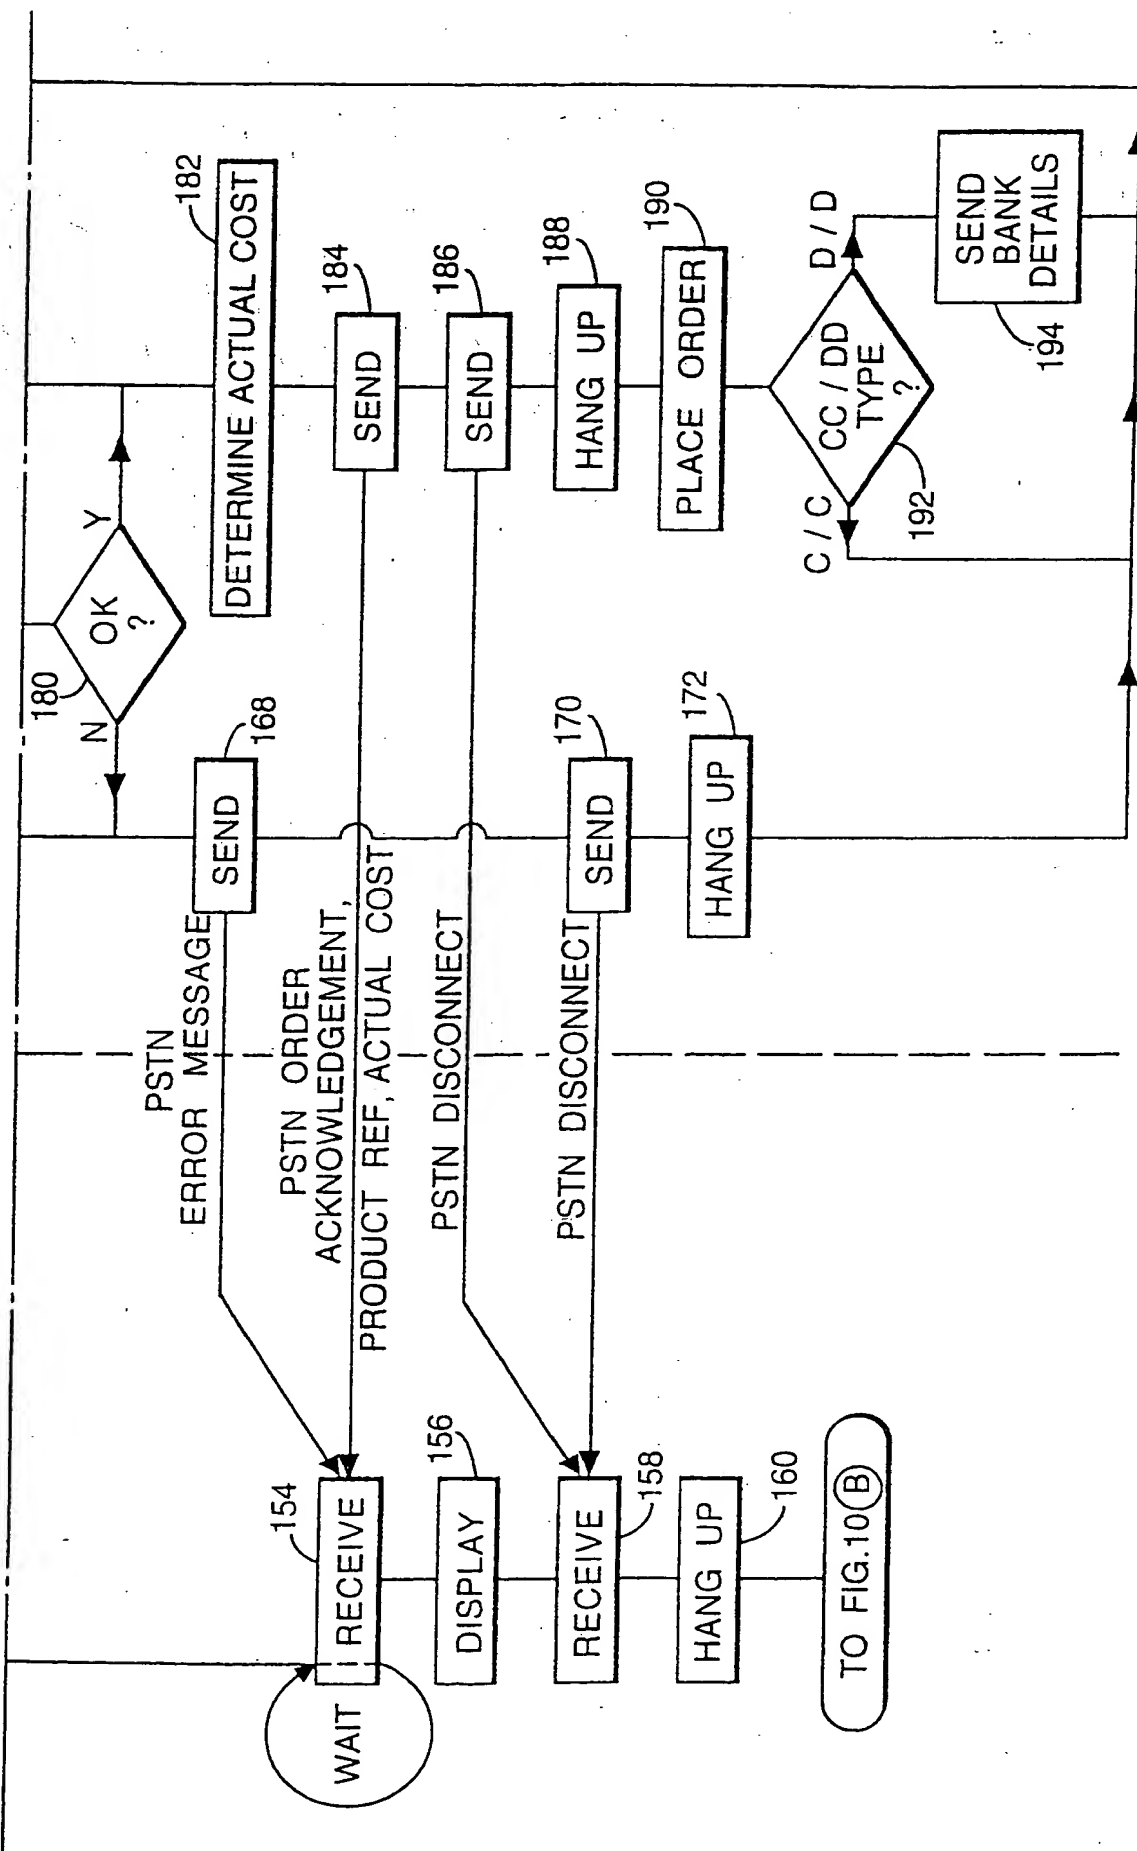 180
OK
?
N
Y
182
DETERMINE ACTUAL COST
168
SEND
PSTN
ERROR MESSAGE
184
SEND
PSTN ORDER
ACKNOWLEDGEMENT,
PRODUCT REF, ACTUAL COST
154
RECEIVE
WAIT
156
DISPLAY
186
SEND
PSTN DISCONNECT
188
HANG UP
170
SEND
PSTN DISCONNECT
158
RECEIVE
190
PLACE ORDER
172
HANG UP
160
HANG UP
TO FIG.10 B
CC / DD
TYPE
?
192
C / C
D / D
SEND
BANK
DETAILS
194